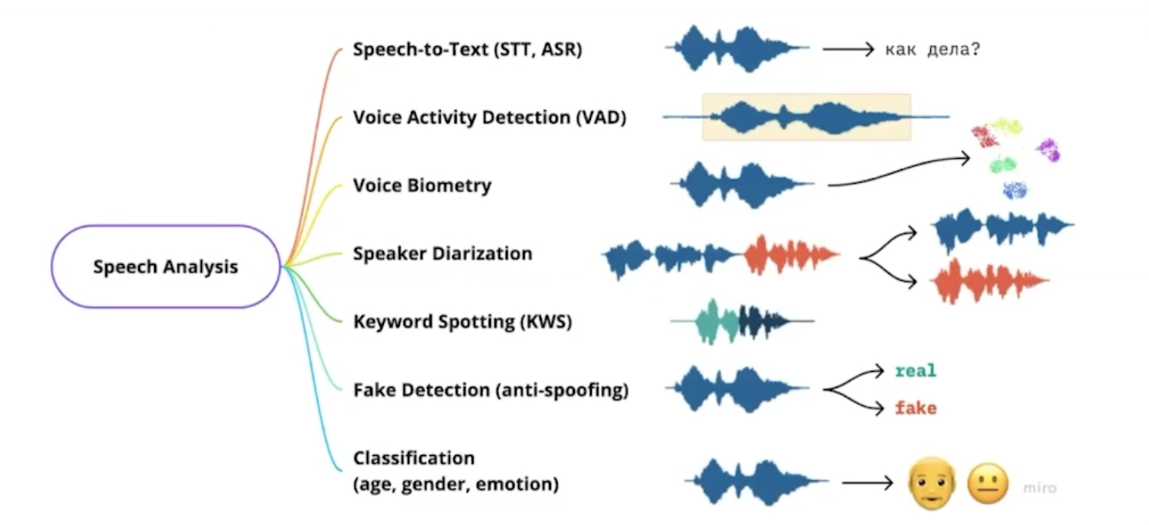 Speech Analysis
Speech-to-Text (STT, ASR)
как дела?
Voice Activity Detection (VAD)
Voice Biometry
Speaker Diarization
Keyword Spotting (KWS)
Fake Detection (anti-spoofing)
real
fake
Classification
(age, gender, emotion)
miro